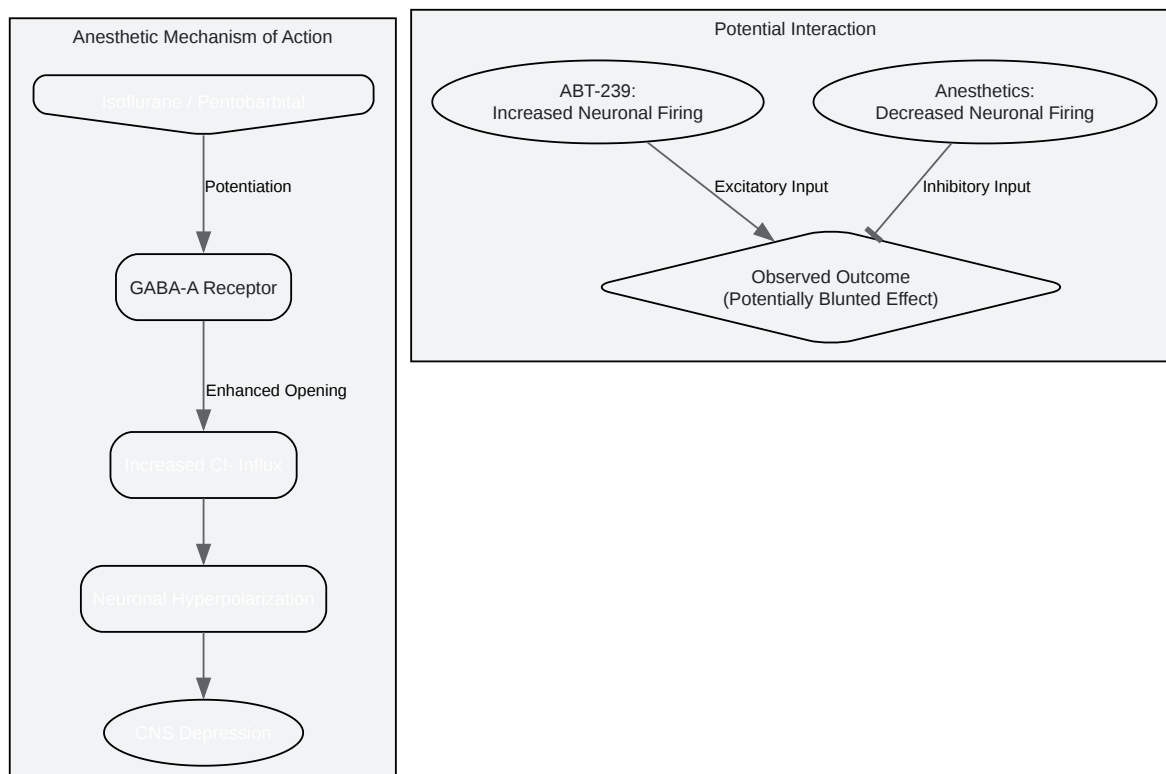 Anesthetic Mechanism of Action
Isoflurane / Pentobarbital
Potentiation
GABA-A Receptor
Enhanced Opening
Increased Cl- Influx
Neuronal Hyperpolarization
CNS Depression
Potential Interaction
ABT-239:
Increased Neuronal Firing
Anesthetics:
Decreased Neuronal Firing
Excitatory Input
Inhibitory Input
Observed Outcome
(Potentially Blunted Effect)